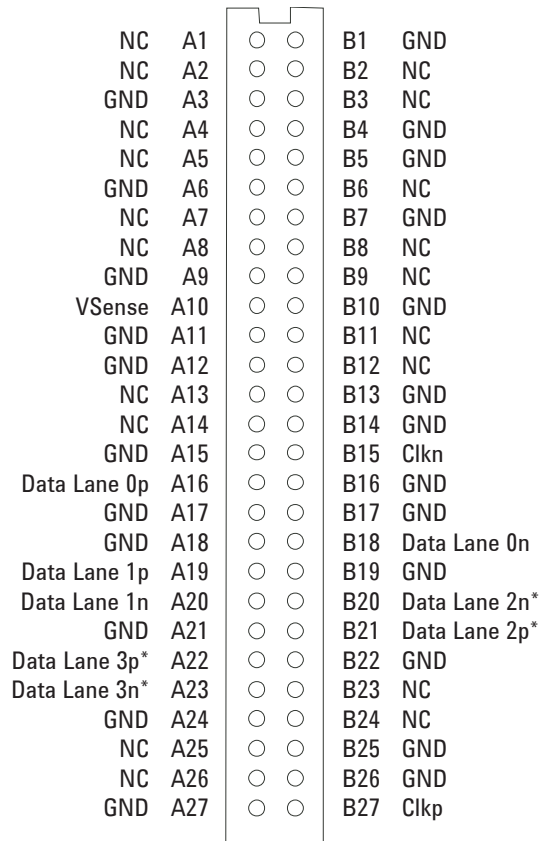 NC A1 B1 GND
NC A2 B2 NC
GND A3 B3 NC
NC A4 B4 GND
NC A5 B5 GND
GND A6 B6 NC
NC A7 B7 GND
NC A8 B8 NC
GND A9 B9 NC
VSense A10 B10 GND
GND A11 B11 NC
GND A12 B12 NC
NC A13 B13 GND
NC A14 B14 GND
GND A15 B15 Clkn
Data Lane 0p A16 B16 GND
GND A17 B17 GND
GND A18 B18 Data Lane 0n
Data Lane 1p A19 B19 GND
Data Lane 1n A20 B20 Data Lane 2n*
GND A21 B21 Data Lane 2p*
Data Lane 3p* A22 B22 GND
Data Lane 3n* A23 B23 NC
GND A24 B24 NC
NC A25 B25 GND
NC A26 B26 GND
GND A27 B27 Clkp